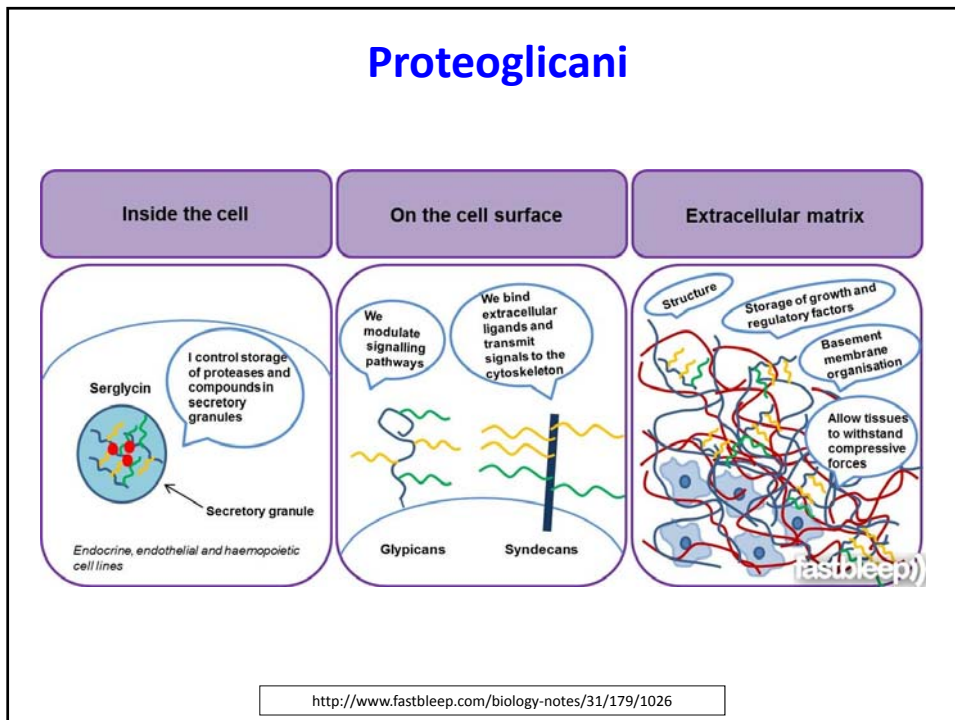 Proteoglicani
Inside the cell
On the cell surface
Extracellular matrix
I control storage
of proteases and
compounds in
secretory
granules
Serglycin
Secretory granule
Endocrine, endothelial and haemopoietic
cell lines
We
modulate
signalling
pathways
We bind
extracellular
ligands and
transmit
signals to the
cytoskeleton
Glypicans
Syndecans
Structure
Storage of growth and
regulatory factors
Basement
membrane
organisation
Allow tissues
to withstand
compressive
forces
fastbleep))
http://www.fastbleep.com/biology-notes/31/179/1026